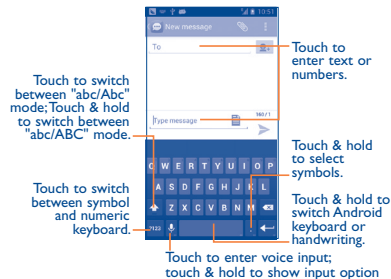 10:51
New message
To
Touch to
enter text or
numbers.
Touch to switch
between "abc/Abc"
mode;Touch & hold
to switch between
"abc/ABC" mode.
Type message
160/1
Q W E R T Y U I O P
A S D F G H J K L
Z X C V B N M
?123
Touch & hold
to select
symbols.
Touch to switch
between symbol
and numeric
keyboard.
Touch & hold to
switch Android
keyboard or
handwriting.
Touch to enter voice input;
touch & hold to show input option